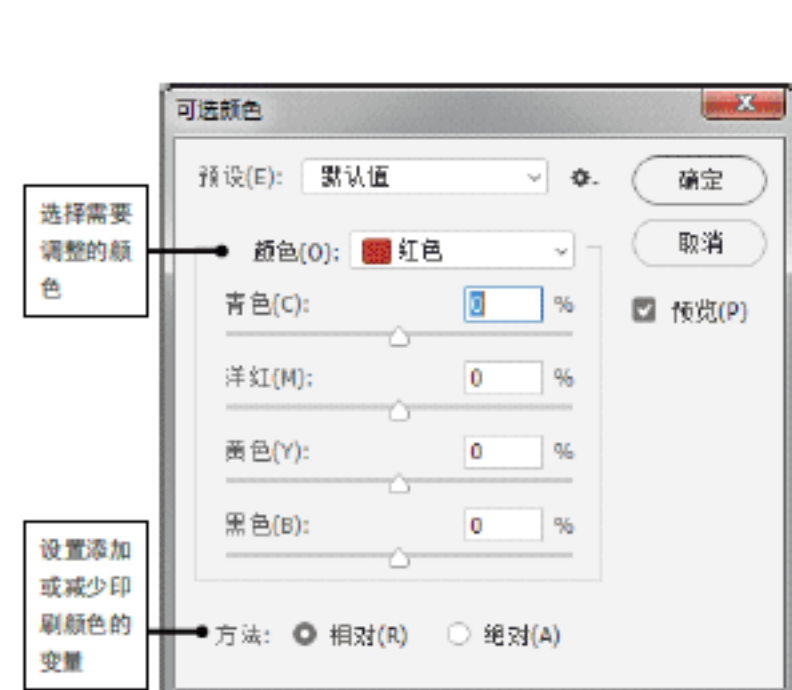 可选颜色
X
预设(E): 默认值
确定
选择需要
调整的颜
色
颜色(O): 红色
取消
青色(C): 0 %
预览(P)
洋红(M): 0 %
黄色(Y): 0 %
黑色(B): 0 %
设置添加
或减少印
刷颜色的
变量
方法: 相对(R) 绝对(A)